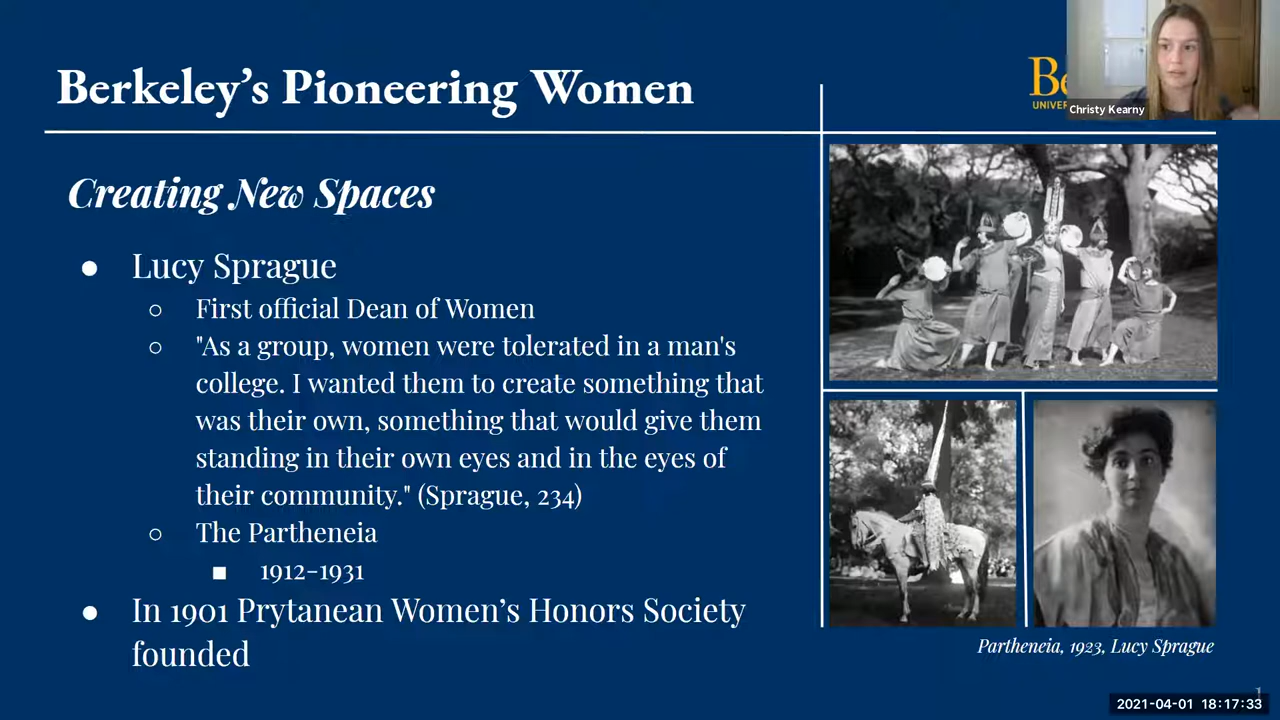 Berkeley's Pioneering Women
Be
UNIVER
Christy Kearny
Creating New Spaces
● Lucy Sprague
○ First official Dean of Women
○ "As a group, women were tolerated in a man's
college. I wanted them to create something that
was their own, something that would give them
standing in their own eyes and in the eyes of
their community." (Sprague, 234)
○ The Partheneia
■ 1912-1931
● In 1901 Prytanean Women's Honors Society
founded
Partheneia, 1923, Lucy Sprague
2021-04-01 18:17:33